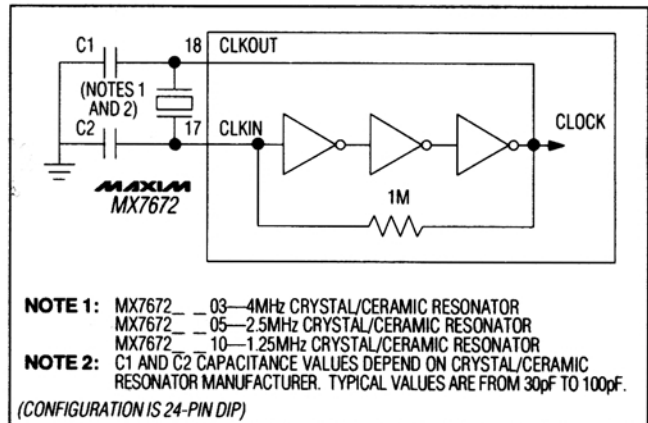 C1
18 CLKOUT
(NOTES 1
AND 2)
C2
17 CLKIN
CLOCK
MAXIM
MX7672
1M
NOTE 1: MX7672_ _ 03—4MHz CRYSTAL/CERAMIC RESONATOR
MX7672_ _ 05—2.5MHz CRYSTAL/CERAMIC RESONATOR
MX7672_ _ 10—1.25MHz CRYSTAL/CERAMIC RESONATOR
NOTE 2: C1 AND C2 CAPACITANCE VALUES DEPEND ON CRYSTAL/CERAMIC
RESONATOR MANUFACTURER. TYPICAL VALUES ARE FROM 30pF TO 100pF.
(CONFIGURATION IS 24-PIN DIP)